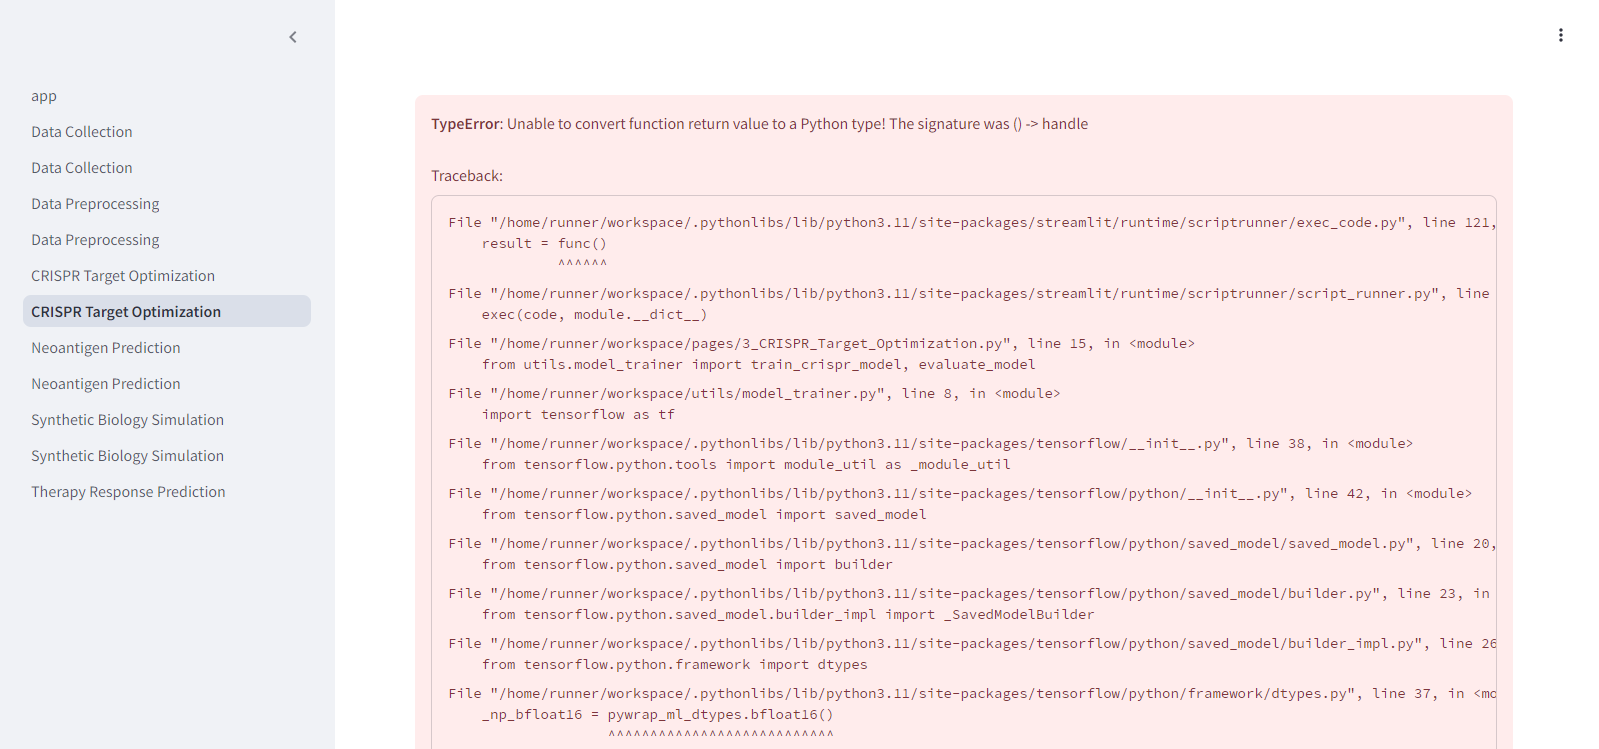 app
Data Collection
Data Collection
Data Preprocessing
Data Preprocessing
CRISPR Target Optimization
CRISPR Target Optimization
Neoantigen Prediction
Neoantigen Prediction
Synthetic Biology Simulation
Synthetic Biology Simulation
Therapy Response Prediction
TypeError: Unable to convert function return value to a Python type! The signature was () -> handle
Traceback:
File "/home/runner/workspace/.pythonlibs/lib/python3.11/site-packages/streamlit/runtime/scriptrunner/exec_code.py", line 121,
result = func()
^^^^^^
File "/home/runner/workspace/.pythonlibs/lib/python3.11/site-packages/streamlit/runtime/scriptrunner/script_runner.py", line
exec(code, module.__dict__)
File "/home/runner/workspace/pages/3_CRISPR_Target_Optimization.py", line 15, in <module>
from utils.model_trainer import train_crispr_model, evaluate_model
File "/home/runner/workspace/utils/model_trainer.py", line 8, in <module>
import tensorflow as tf
File "/home/runner/workspace/.pythonlibs/lib/python3.11/site-packages/tensorflow/__init__.py", line 38, in <module>
from tensorflow.python.tools import module_util as _module_util
File "/home/runner/workspace/.pythonlibs/lib/python3.11/site-packages/tensorflow/python/__init__.py", line 42, in <module>
from tensorflow.python.saved_model import saved_model
File "/home/runner/workspace/.pythonlibs/lib/python3.11/site-packages/tensorflow/python/saved_model/saved_model.py", line 20,
from tensorflow.python.saved_model import builder
File "/home/runner/workspace/.pythonlibs/lib/python3.11/site-packages/tensorflow/python/saved_model/builder.py", line 23, in
from tensorflow.python.saved_model.builder_impl import _SavedModelBuilder
File "/home/runner/workspace/.pythonlibs/lib/python3.11/site-packages/tensorflow/python/saved_model/builder_impl.py", line 26
from tensorflow.python.framework import dtypes
File "/home/runner/workspace/.pythonlibs/lib/python3.11/site-packages/tensorflow/python/framework/dtypes.py", line 37, in <mo
_np_bfloat16 = pywrap_ml_dtypes.bfloat16()
^^^^^^^^^^^^^^^^^^^^^^^^^^^